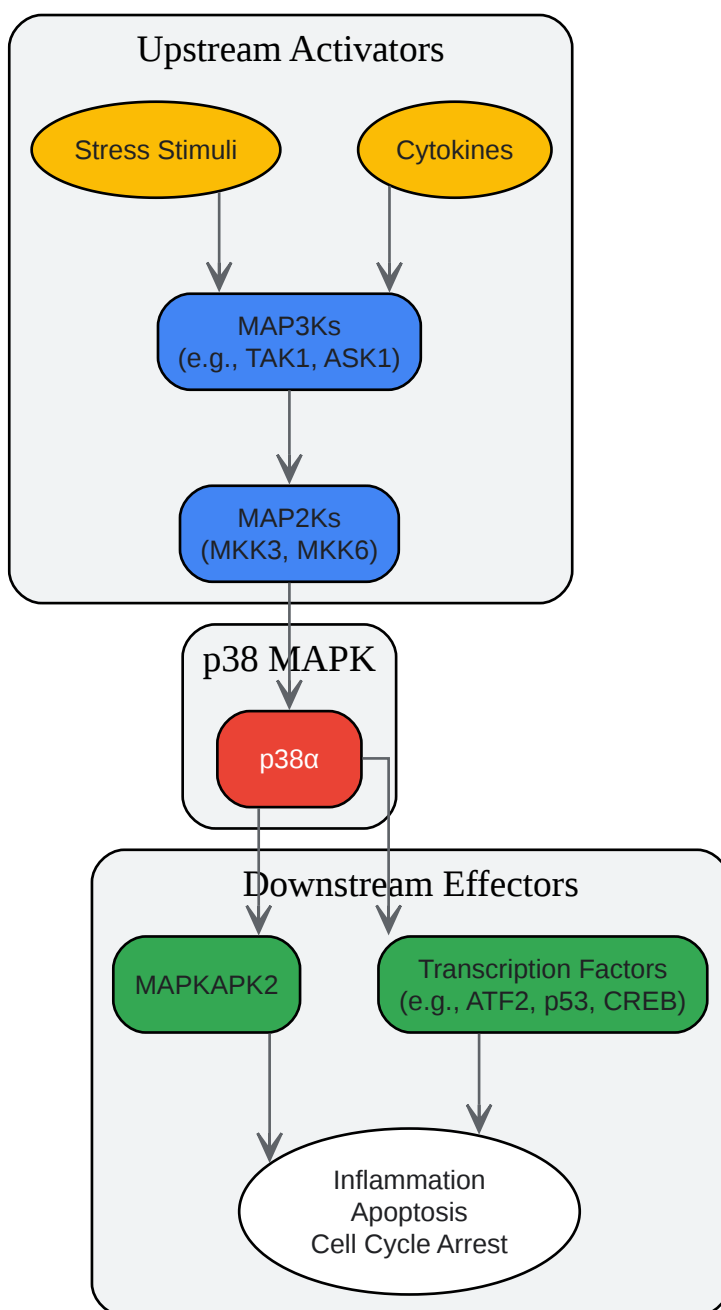 Upstream Activators
Stress Stimuli
Cytokines
MAP3Ks
(e.g., TAK1, ASK1)
MAP2Ks
(MKK3, MKK6)
p38 MAPK
p38α
Downstream Effectors
MAPKAPK2
Transcription Factors
(e.g., ATF2, p53, CREB)
Inflammation
Apoptosis
Cell Cycle Arrest